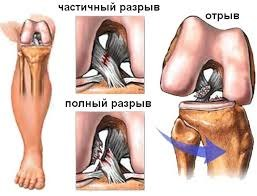 частичный разрыв
отрыв
полный разрыв